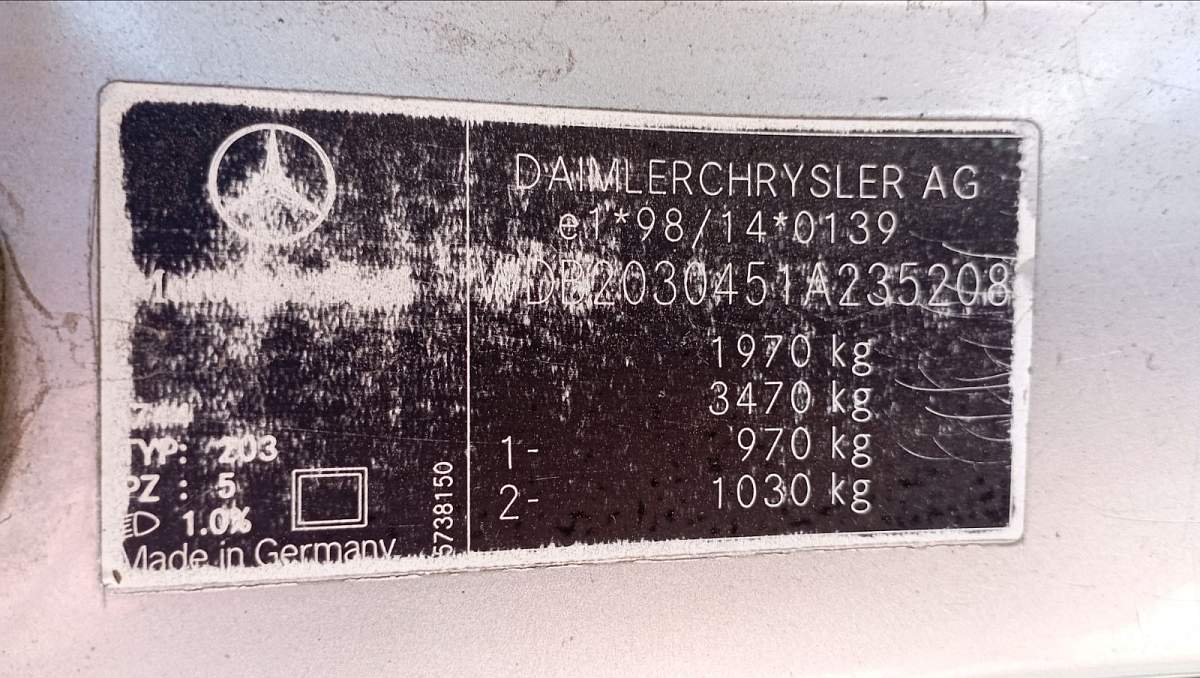 DAIMLERCHRYSLER AG
e1*98/14*0139
WDB2030451A235208
1970 kg
3470 kg
1- 970 kg
2- 1030 kg
TYP: 203
PZ : 5
1.0%
Made in Germany
5738150